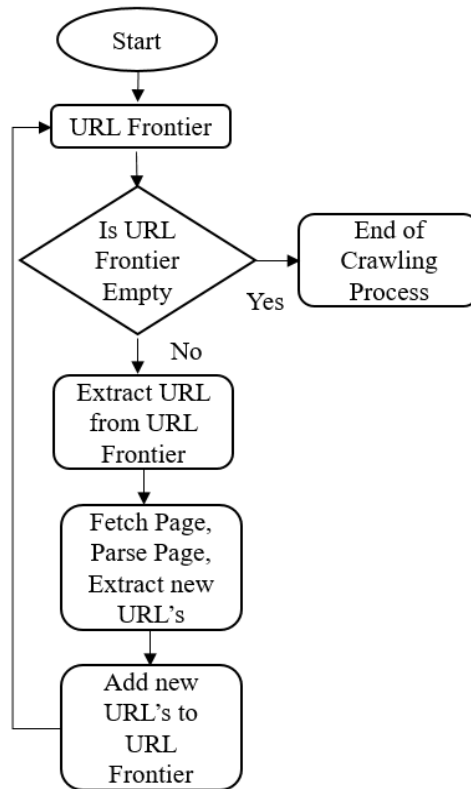 Start
URL Frontier
Is URL
Frontier
Empty
End of
Crawling
Process
Yes
No
Extract URL
from URL
Frontier
Fetch Page,
Parse Page,
Extract new
URL’s
Add new
URL’s to
URL
Frontier